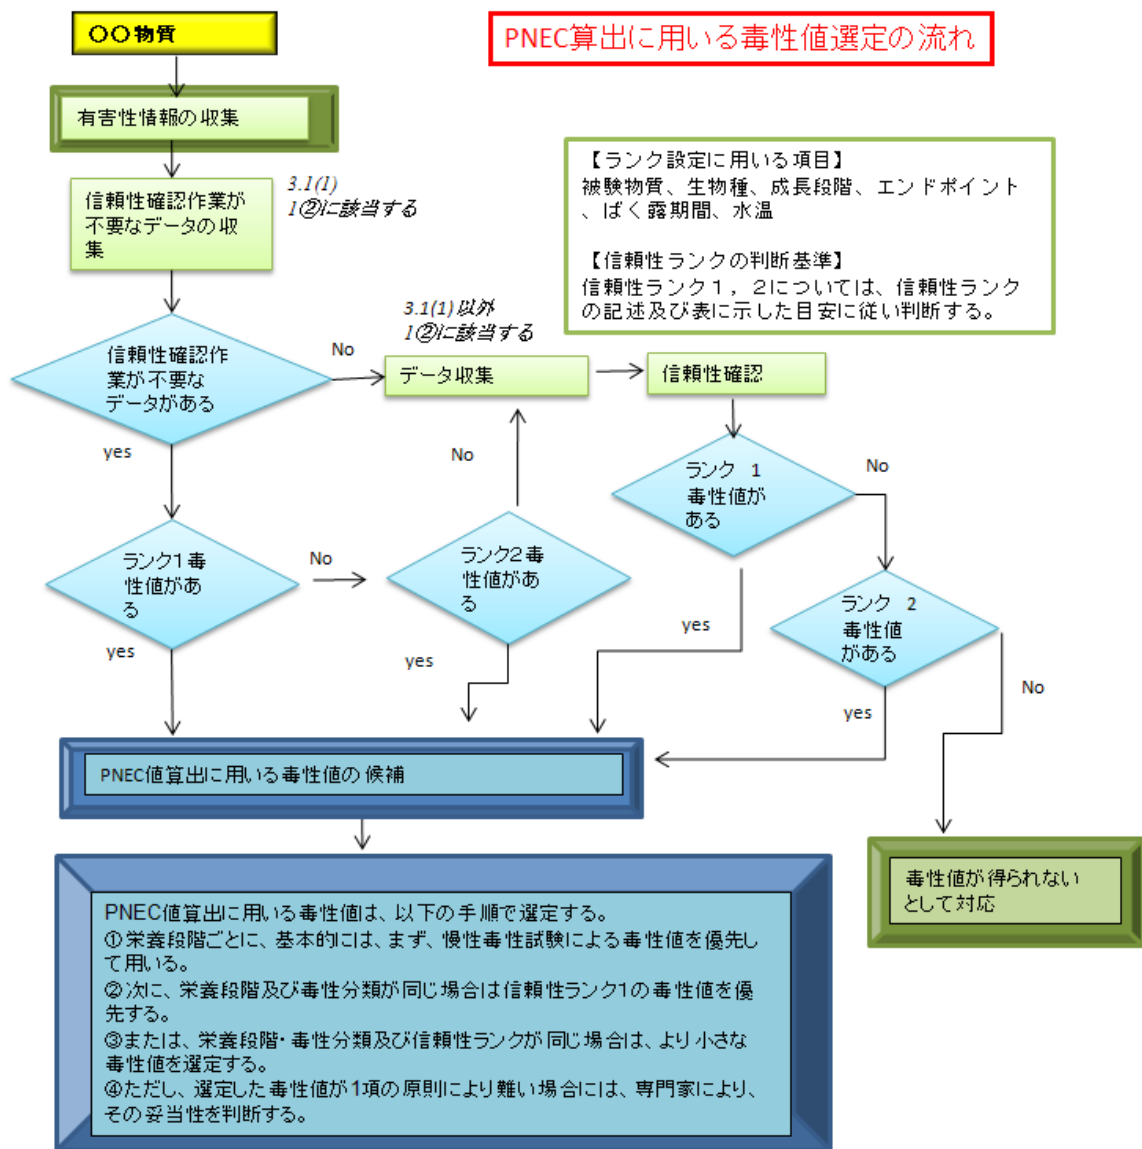 〇〇物質
PNEC算出に用いる毒性値選定の流れ
有害性情報の収集
【ランク設定に用いる項目】
被験物質、生物種、成長段階、エンドポイント
、ばく露期間、水温
【信頼性ランクの判断基準】
信頼性ランク1，2については、信頼性ランク
の記述及び表に示した目安に従い判断する。
3.1(1)
1②に該当する
信頼性確認作業が
不要なデータの収
集
3.1(1)以外
1②に該当する
信頼性確認作
業が不要な
データがある
No
データ収集
信頼性確認
yes
No
ランク 1
毒性値が
ある
No
ランク1毒
性値があ
る
No
ランク2毒
性値があ
る
ランク 2
毒性値
がある
yes
yes
yes
yes
No
PNEC値算出に用いる毒性値の候補
毒性値が得られない
として対応
PNEC値算出に用いる毒性値は、以下の手順で選定する。
①栄養段階ごとに、基本的には、まず、慢性毒性試験による毒性値を優先し
て用いる。
②次に、栄養段階及び毒性分類が同じ場合は信頼性ランク1の毒性値を優
先する。
③または、栄養段階・毒性分類及び信頼性ランクが同じ場合は、より小さな
毒性値を選定する。
④ただし、選定した毒性値が1項の原則により難い場合には、専門家により、
その妥当性を判断する。